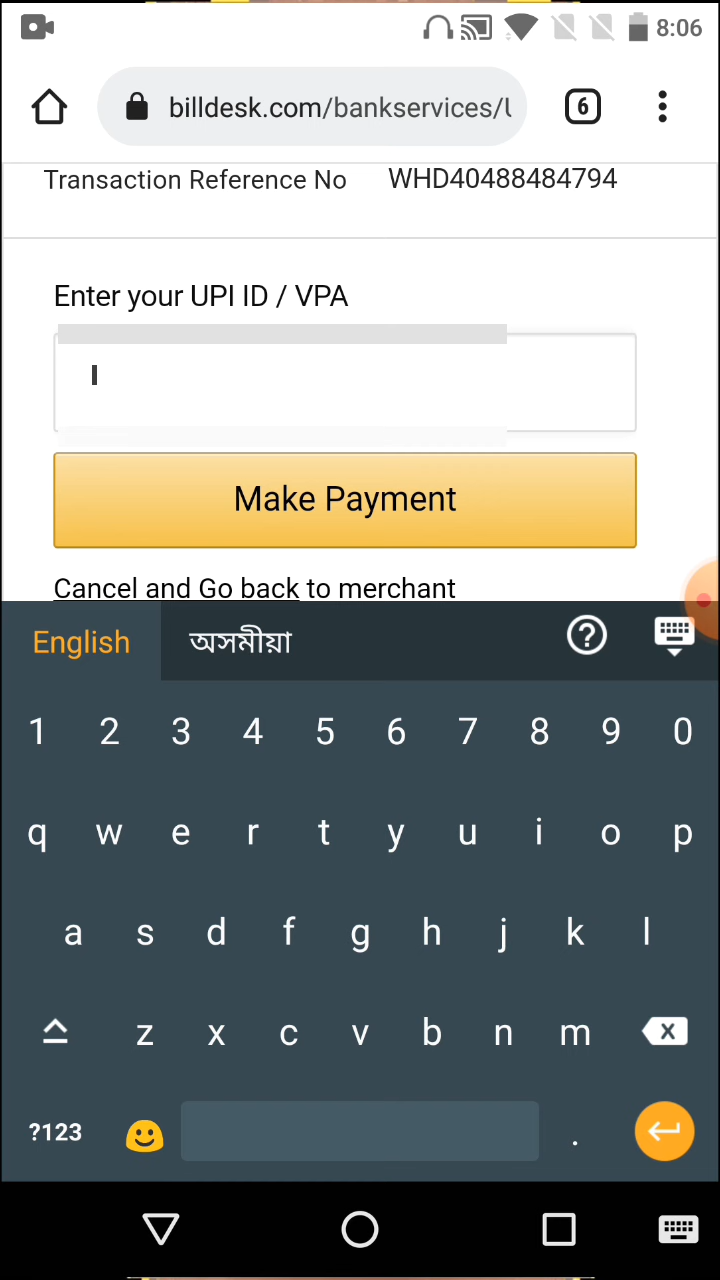 8:06
billdesk.com/bankservices/
6
Transaction Reference No WHD40488484794
Enter your UPI ID / VPA
Make Payment
Cancel and Go back to merchant
English অসমীয়া ?
1 2 3 4 5 6 7 8 9 0
q w e r t y u i o p
a s d f g h j k l
z x c v b n m x
?123 .